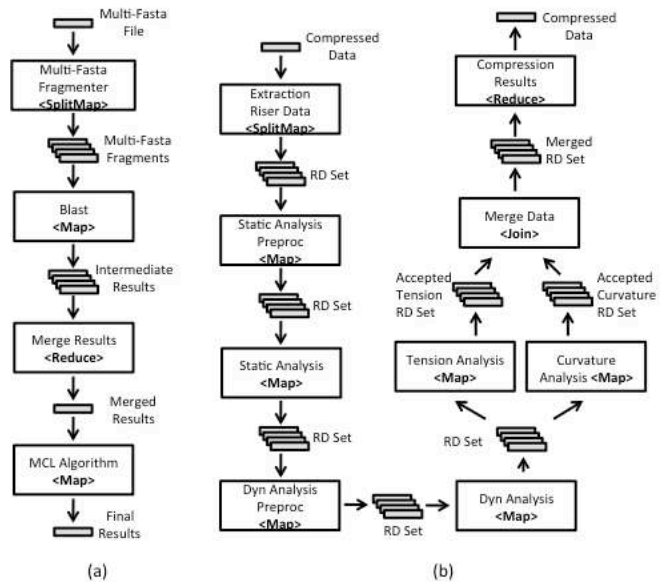 Multi-Fasta
File
Multi-Fasta
Fragmenter
<SplitMap>
Multi-Fasta
Fragments
Blast
<Map>
Intermediate
Results
Merge Results
<Reduce>
Merged
Results
MCL Algorithm
<Map>
Final
Results
(a)
Compressed
Data
Extraction
Riser Data
<SplitMap>
RD Set
Static Analysis
Preproc
<Map>
RD Set
Static Analysis
<Map>
RD Set
Dyn Analysis
Preproc
<Map>
RD Set
Dyn Analysis
<Map>
RD Set
Tension Analysis
<Map>
Curvature
Analysis <Map>
Accepted
Tension
RD Set
Accepted
Curvature
RD Set
Merge Data
<Join>
Merged
RD Set
Compression
Results
<Reduce>
Compressed
Data
(b)